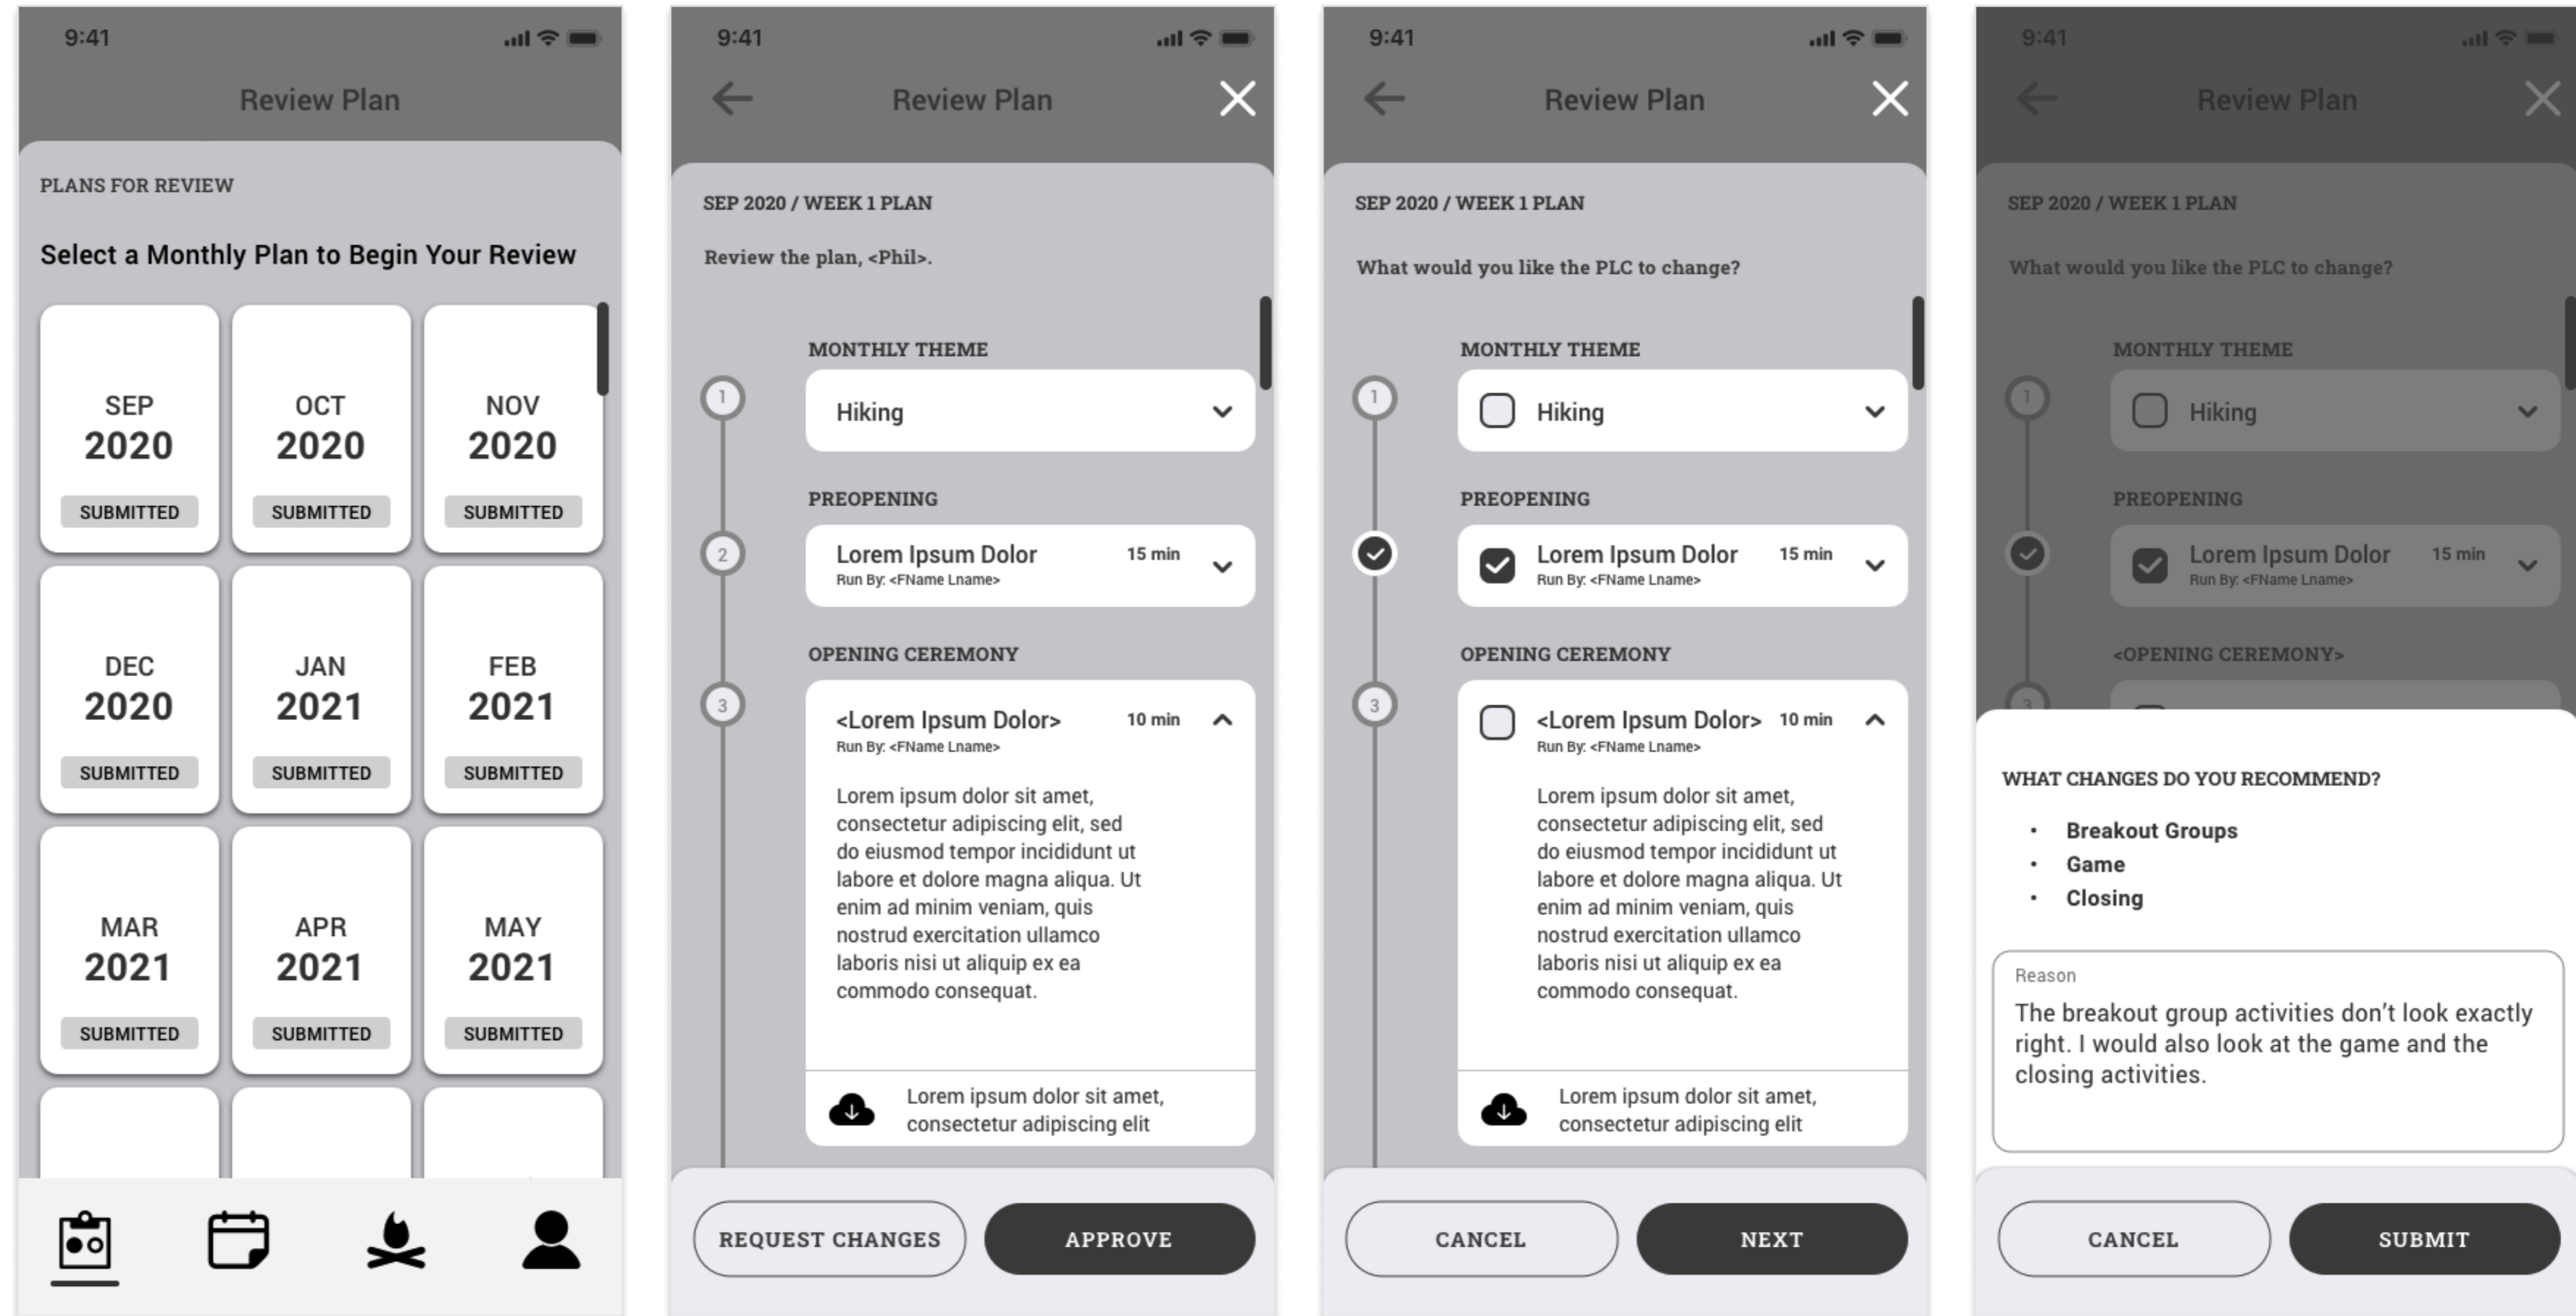 9:41
Review Plan
PLANS FOR REVIEW
Select a Monthly Plan to Begin Your Review
SEP
2020
SUBMITTED
OCT
2020
SUBMITTED
NOV
2020
SUBMITTED
DEC
2020
SUBMITTED
JAN
2021
SUBMITTED
FEB
2021
SUBMITTED
MAR
2021
SUBMITTED
APR
2021
SUBMITTED
MAY
2021
SUBMITTED
9:41
Review Plan
SEP 2020 / WEEK 1 PLAN
Review the plan, <Phil>.
MONTHLY THEME
1
Hiking
PREOPENING
2
Lorem Ipsum Dolor 15 min
Run By: <FName Lname>
OPENING CEREMONY
3
<Lorem Ipsum Dolor> 10 min
Run By: <FName Lname>
Lorem ipsum dolor sit amet,
consectetur adipiscing elit, sed
do eiusmod tempor incididunt ut
labore et dolore magna aliqua. Ut
enim ad minim veniam, quis
nostrud exercitation ullamco
laboris nisi ut aliquip ex ea
commodo consequat.
Lorem ipsum dolor sit amet,
consectetur adipiscing elit
REQUEST CHANGES
APPROVE
9:41
Review Plan
SEP 2020 / WEEK 1 PLAN
What would you like the PLC to change?
MONTHLY THEME
1
Hiking
PREOPENING
Lorem Ipsum Dolor 15 min
Run By: <FName Lname>
OPENING CEREMONY
3
<Lorem Ipsum Dolor> 10 min
Run By: <FName Lname>
Lorem ipsum dolor sit amet,
consectetur adipiscing elit, sed
do eiusmod tempor incididunt ut
labore et dolore magna aliqua. Ut
enim ad minim veniam, quis
nostrud exercitation ullamco
laboris nisi ut aliquip ex ea
commodo consequat.
Lorem ipsum dolor sit amet,
consectetur adipiscing elit
CANCEL
NEXT
9:41
Review Plan
SEP 2020 / WEEK 1 PLAN
What would you like the PLC to change?
MONTHLY THEME
1
Hiking
PREOPENING
Lorem Ipsum Dolor 15 min
Run By: <FName Lname>
<OPENING CEREMONY>
3
WHAT CHANGES DO YOU RECOMMEND?
• Breakout Groups
• Game
• Closing
Reason
The breakout group activities don't look exactly
right. I would also look at the game and the
closing activities.
CANCEL
SUBMIT